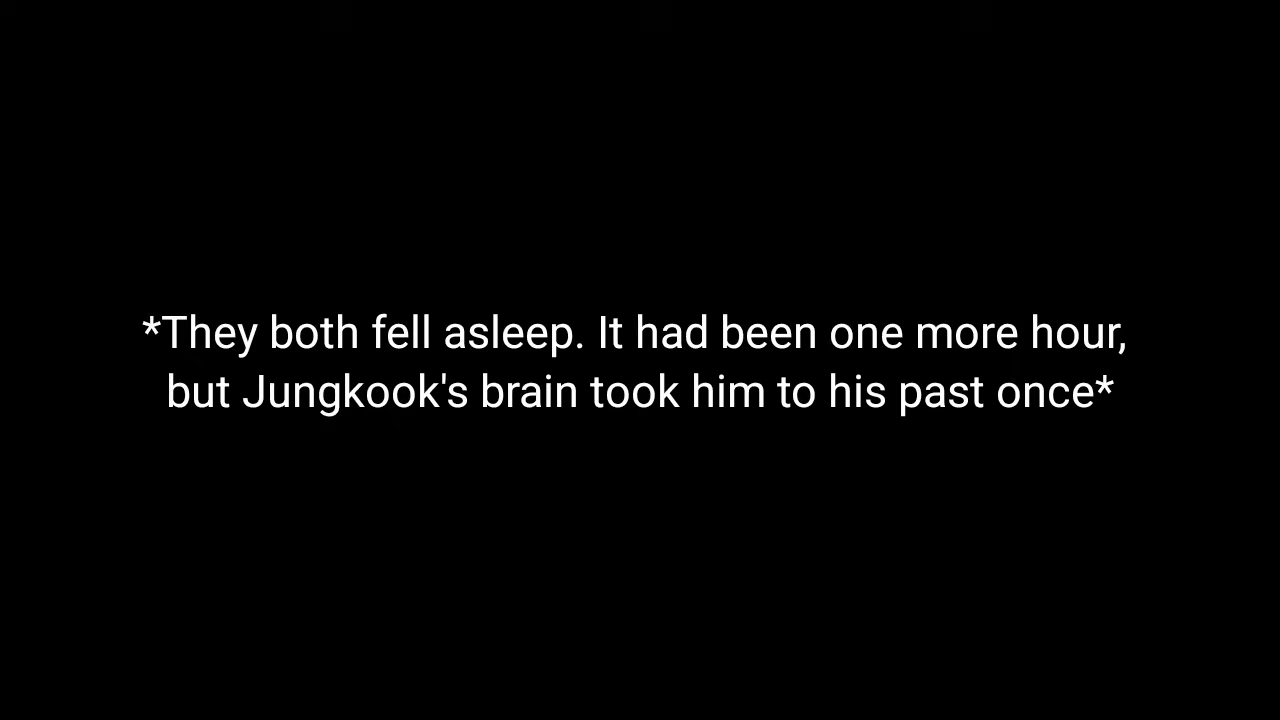 *They both fell asleep. It had been one more hour,
but Jungkook's brain took him to his past once*